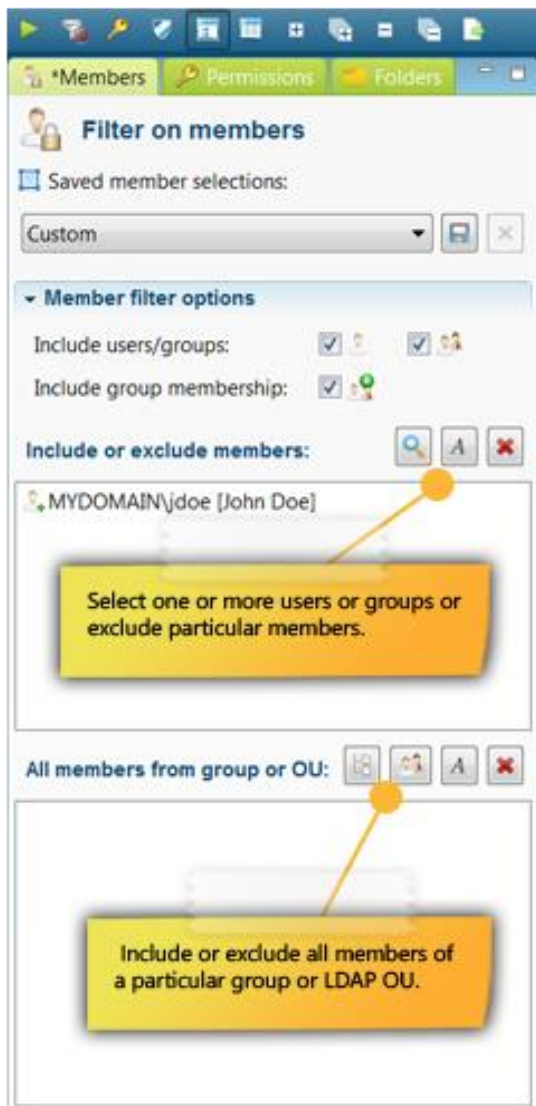 *Members Permissions Folders
Filter on members
Saved member selections:
Custom
Member filter options
Include users/groups:
Include group membership:
Include or exclude members: A
MYDOMAIN\jdoe [John Doe]
Select one or more users or groups or
exclude particular members.
All members from group or OU: A
Include or exclude all members of
a particular group or LDAP OU.